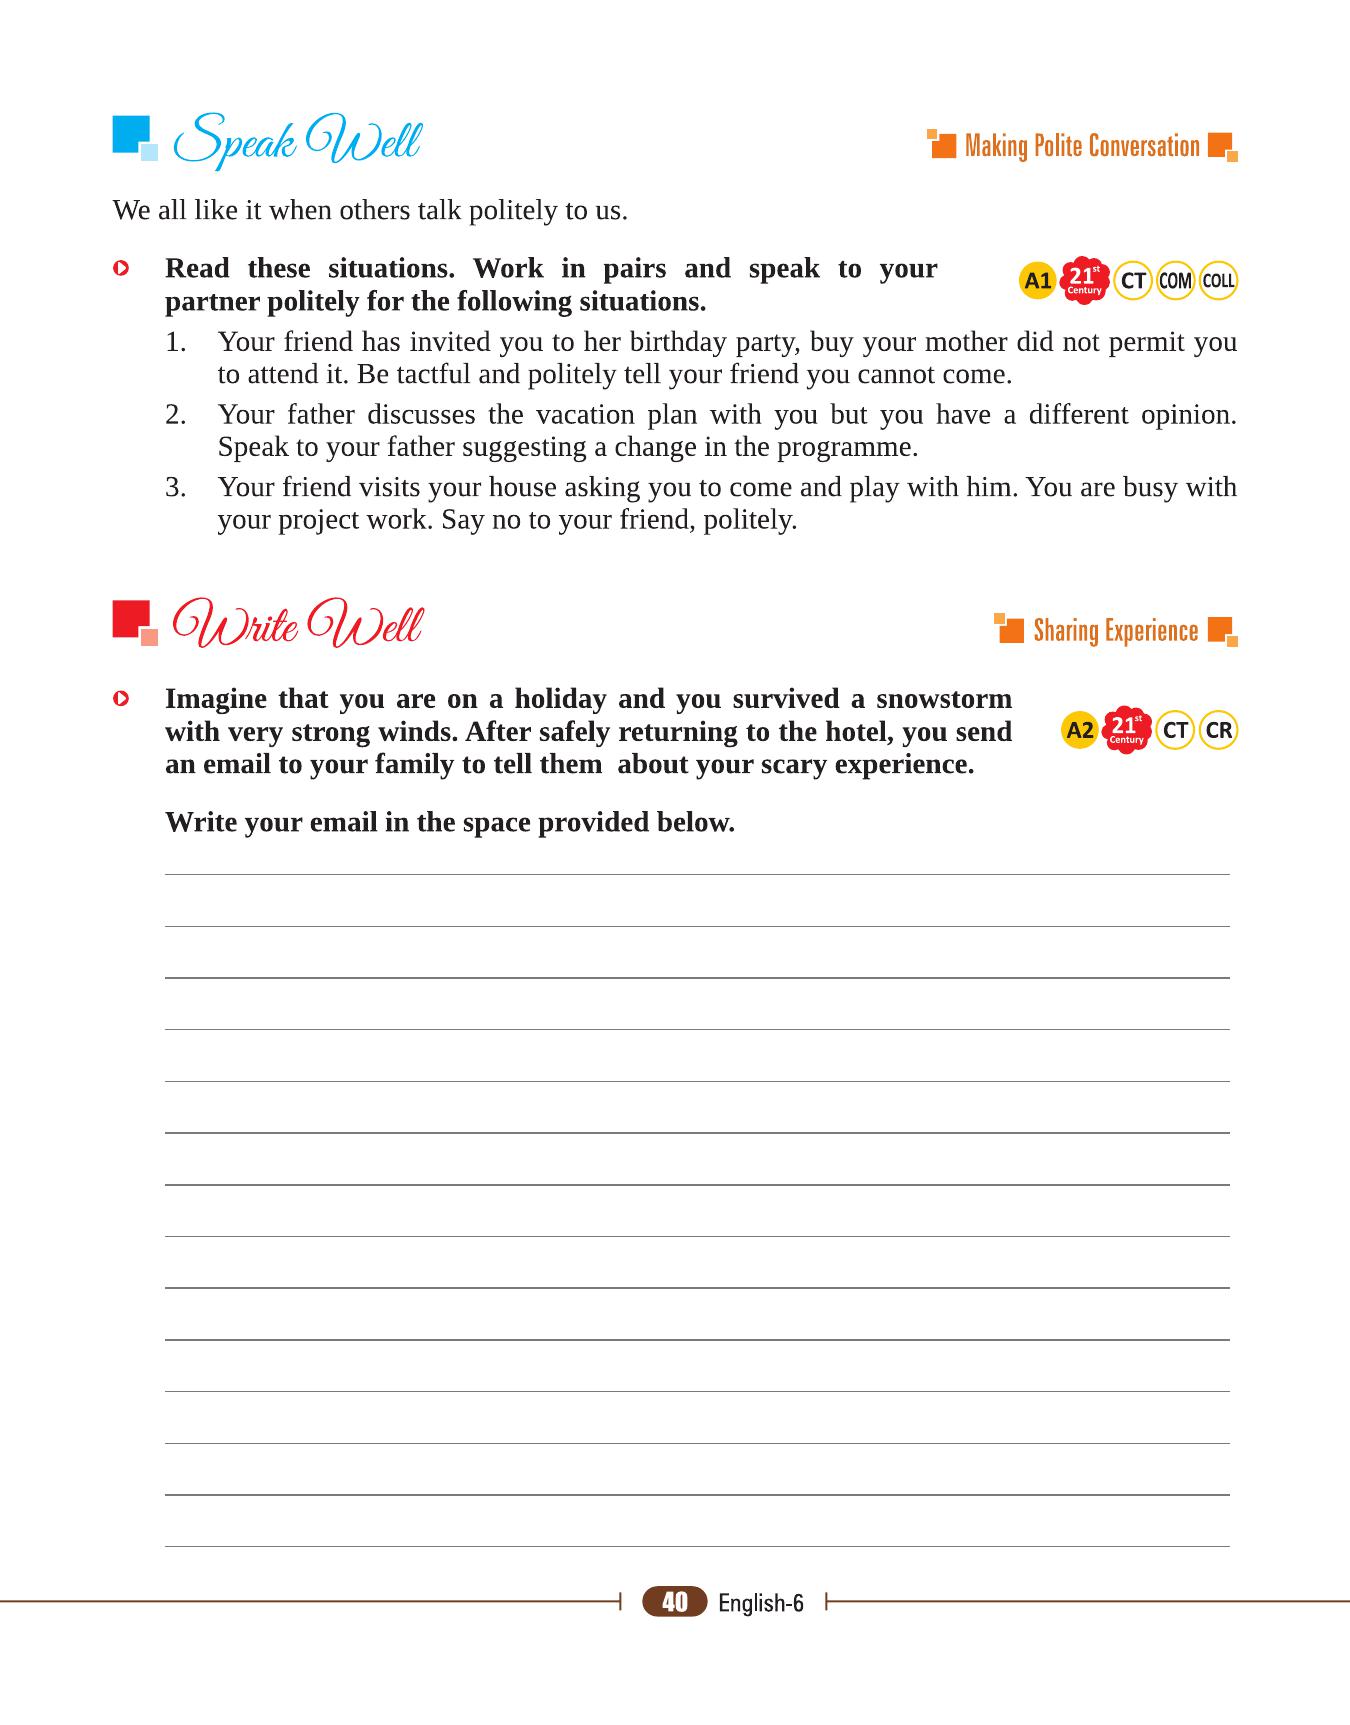 Speak Well
Making Polite Conversation
We all like it when others talk politely to us.
Read these situations. Work in pairs and speak to your
partner politely for the following situations.
A1 21st Century CT COM COLL
1. Your friend has invited you to her birthday party, buy your mother did not permit you
to attend it. Be tactful and politely tell your friend you cannot come.
2. Your father discusses the vacation plan with you but you have a different opinion.
Speak to your father suggesting a change in the programme.
3. Your friend visits your house asking you to come and play with him. You are busy with
your project work. Say no to your friend, politely.
Write Well
Sharing Experience
Imagine that you are on a holiday and you survived a snowstorm
with very strong winds. After safely returning to the hotel, you send
an email to your family to tell them about your scary experience.
A2 21st Century CT CR
Write your email in the space provided below.
40 English-6